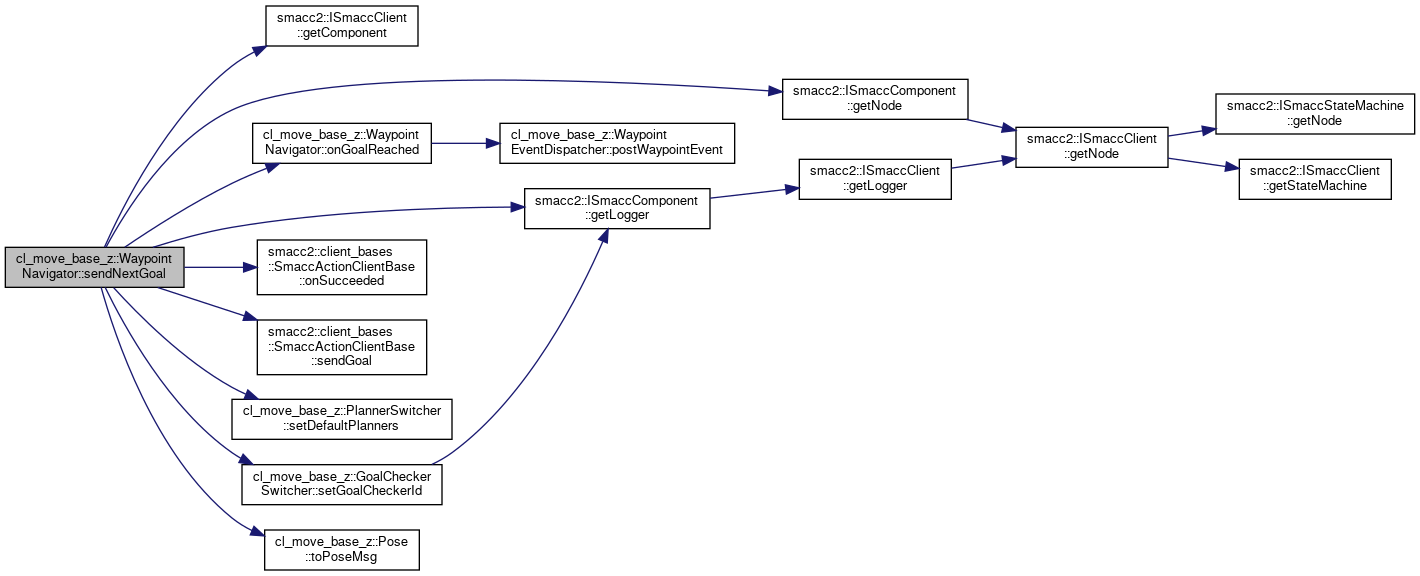 smacc2::ISmaccClient
::getComponent
smacc2::ISmaccComponent
::getNode
smacc2::ISmaccStateMachine
::getNode
cl_move_base_z::Waypoint
Navigator::onGoalReached
cl_move_base_z::Waypoint
EventDispatcher::postWaypointEvent
smacc2::ISmaccClient
::getNode
smacc2::ISmaccClient
::getLogger
smacc2::ISmaccClient
::getStateMachine
smacc2::ISmaccComponent
::getLogger
cl_move_base_z::Waypoint
Navigator::sendNextGoal
smacc2::client_bases
::SmaccActionClientBase
::onSucceeded
smacc2::client_bases
::SmaccActionClientBase
::sendGoal
cl_move_base_z::PlannerSwitcher
::setDefaultPlanners
cl_move_base_z::GoalChecker
Switcher::setGoalCheckerId
cl_move_base_z::Pose
::toPoseMsg